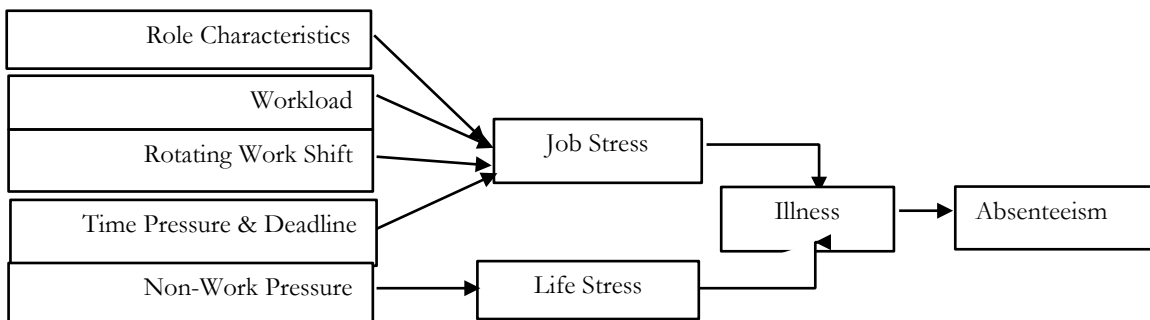 Role Characteristics
Workload
Rotating Work Shift
Time Pressure & Deadline
Non-Work Pressure
Job Stress
Life Stress
Illness
Absenteeism